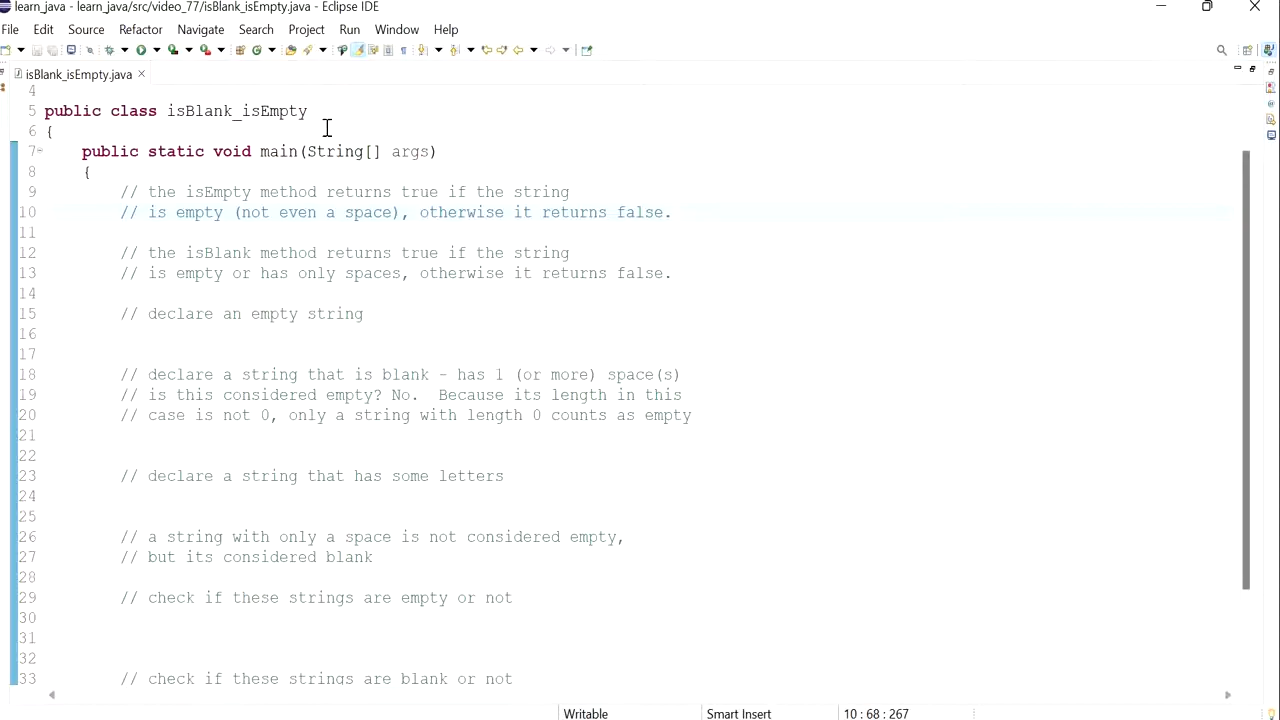 learn_java - learn_java/src/video_77/isBlank_isEmpty.java - Eclipse IDE
File Edit Source Refactor Navigate Search Project Run Window Help
isBlank_isEmpty.java
4
5 public class isBlank_isEmpty
6 {
7 public static void main(String[] args)
8 {
9 // the isEmpty method returns true if the string
10 // is empty (not even a space), otherwise it returns false.
11
12 // the isBlank method returns true if the string
13 // is empty or has only spaces, otherwise it returns false.
14
15 // declare an empty string
16
17
18 // declare a string that is blank - has 1 (or more) space(s)
19 // is this considered empty? No.  Because its length in this
20 // case is not 0, only a string with length 0 counts as empty
21
22
23 // declare a string that has some letters
24
25
26 // a string with only a space is not considered empty,
27 // but its considered blank
28
29 // check if these strings are empty or not
30
31
32
33 // check if these strings are blank or not
Writable Smart Insert 10 : 68 : 267